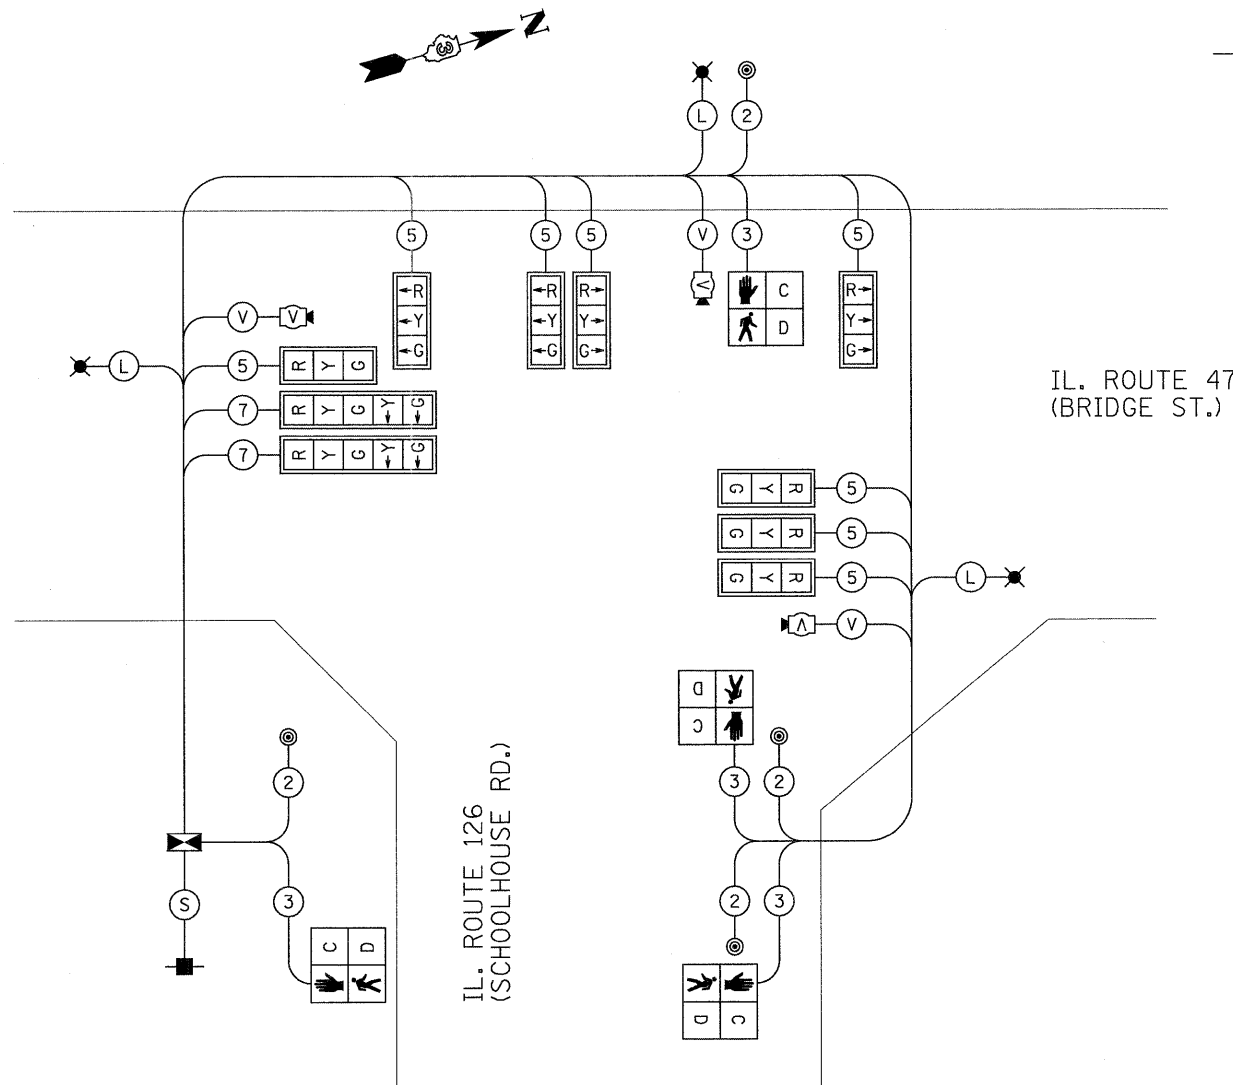 N
3
L
2
5
5
5
V
3
5
V
←R
←Y
←G
←R
←Y
←G
R→
Y→
G→
C
D
R→
Y→
G→
V
V
L
5
R Y G
7
R Y G Y← G←
7
R Y G Y← G←
IL. ROUTE 47
(BRIDGE ST.)
G Y R
5
G Y R
5
G Y R
5
L
V
V
D
C
3
2
2
3
2
S
3
C D
IL. ROUTE 126
(SCHOOLHOUSE RD.)
D C